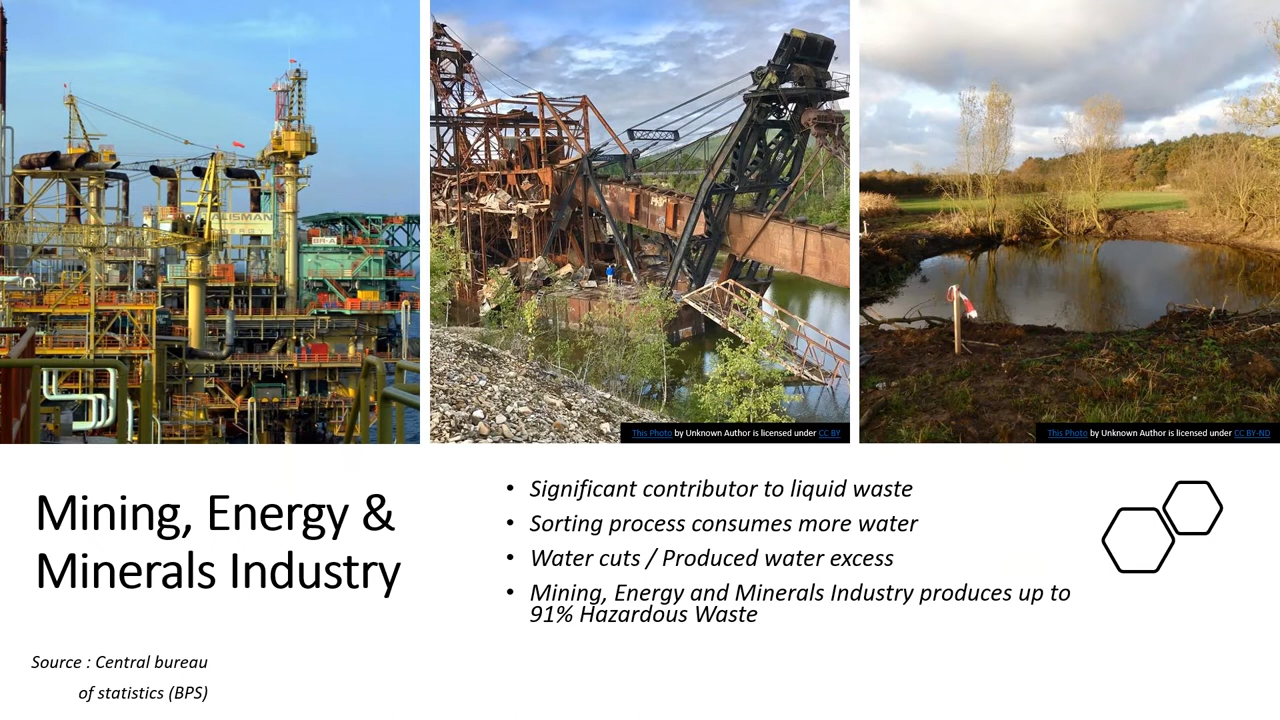 ALISMAN
ENERGY
BR-A
This Photo by Unknown Author is licensed under CC BY
This Photo by Unknown Author is licensed under CC BY-ND
Mining, Energy &
Minerals Industry
• Significant contributor to liquid waste
• Sorting process consumes more water
• Water cuts / Produced water excess
• Mining, Energy and Minerals Industry produces up to
91% Hazardous Waste
Source : Central bureau
of statistics (BPS)